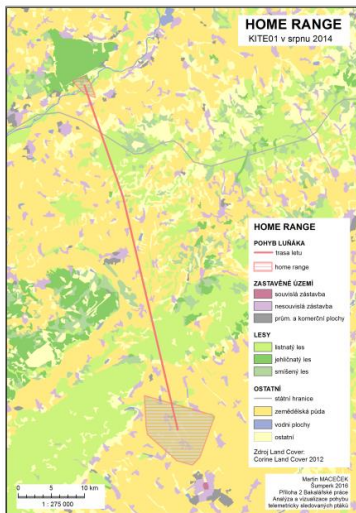 HOME RANGE
KITE01 v srpnu 2014
HOME RANGE
POHYB LUŇÁKA
trasa letu
home range
ZASTAVĚNÉ ÚZEMÍ
souvislá zástavba
nesouvislá zástavba
prům. a komerční plochy
LESY
listnatý les
jehličnatý les
smíšený les
OSTATNÍ
státní hranice
zemědělská půda
vodní plochy
ostatní
Zdroj Land Cover:
Corine Land Cover 2012
Martin MACEČEK
Šumperk 2016
Příloha 2 Bakalářské práce
Analýza a vizualizace pohybu
telemetricky sledovaných ptáků
0 5 10 km
1 : 275 000